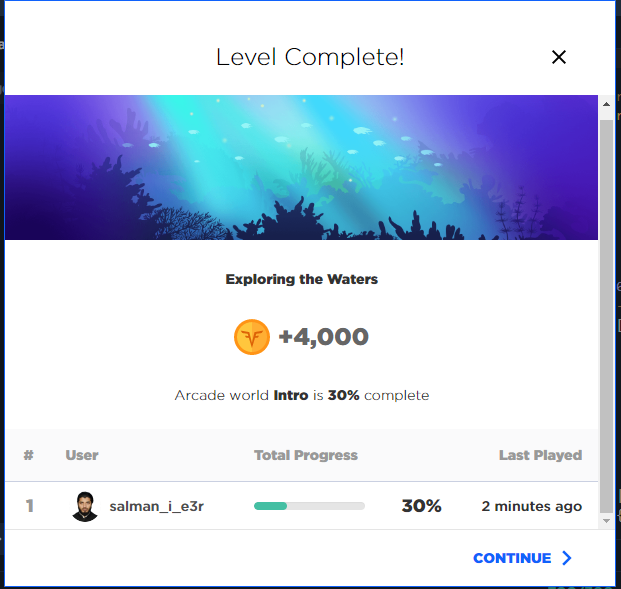 Level Complete!
Exploring the Waters
+4,000
Arcade world Intro is 30% complete
# User Total Progress Last Played
1 salman_i_e3r 30% 2 minutes ago
CONTINUE